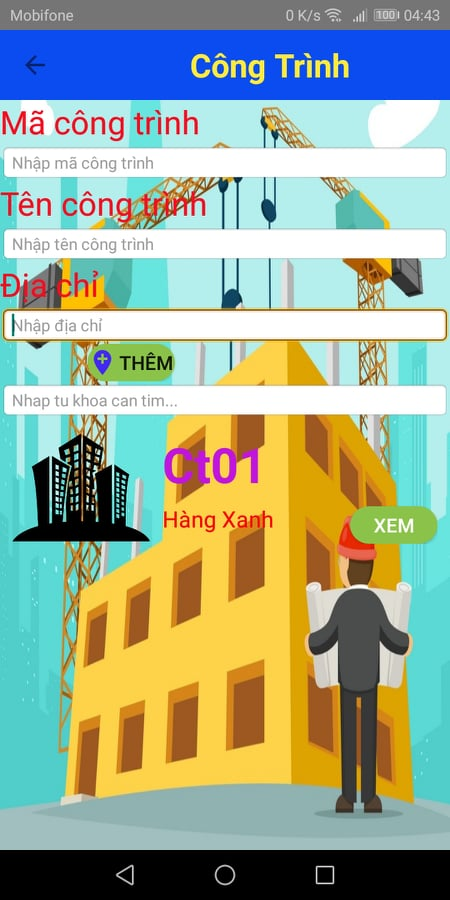 Mobifone 0 K/s 100 04:43
Công Trình
Mã công trình
Nhập mã công trình
Tên công trình
Nhập tên công trình
Địa chỉ
Nhập địa chỉ
THÊM
Nhap tu khoa can tim...
Ct01
Hàng Xanh
XEM